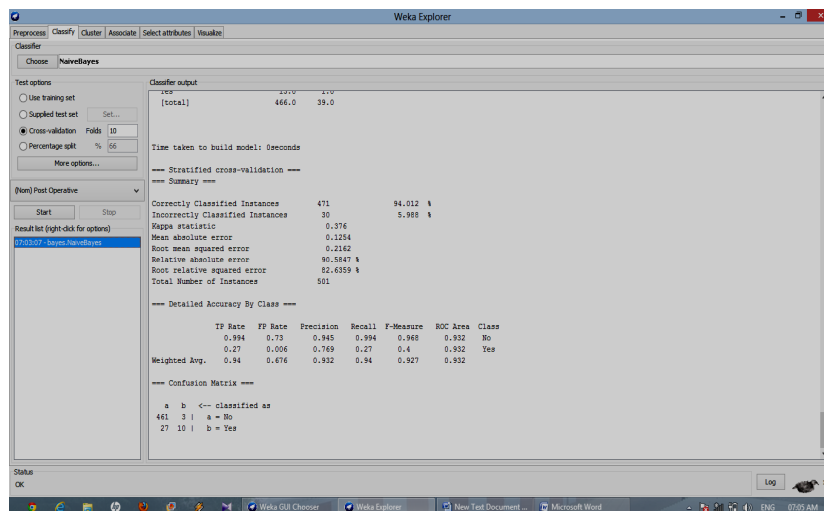 Weka Explorer
Preprocess Classify Cluster Associate Select attributes Visualize
Classifier
Choose NaiveBayes
Test options
Use training set
Supplied test set Set...
Cross-validation Folds 10
Percentage split % 66
More options...
(Nom) Post Operative
Start Stop
Result list (right-click for options)
07:03:07 - bayes.NaiveBayes
Classifier output
[total] 466.0 39.0
Time taken to build model: 0seconds
=== Stratified cross-validation ===
=== Summary ===
Correctly Classified Instances 471 94.012 %
Incorrectly Classified Instances 30 5.988 %
Kappa statistic 0.376
Mean absolute error 0.1254
Root mean squared error 0.2162
Relative absolute error 90.5847 %
Root relative squared error 82.6359 %
Total Number of Instances 501
=== Detailed Accuracy By Class ===
TP Rate FP Rate Precision Recall F-Measure ROC Area Class
0.994 0.73 0.945 0.994 0.968 0.932 No
0.27 0.006 0.769 0.27 0.4 0.932 Yes
Weighted Avg. 0.94 0.676 0.932 0.94 0.927 0.932
=== Confusion Matrix ===
a b <-- classified as
461 3 | a = No
27 10 | b = Yes
Status
OK
Log
Weka GUI Chooser Weka Explorer New Text Document ... Microsoft Word ENG 07:05 AM